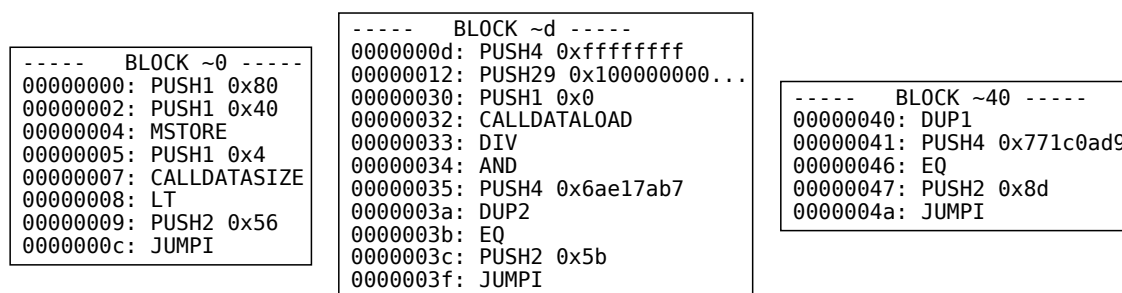 -----   BLOCK ~0 -----
00000000: PUSH1 0x80
00000002: PUSH1 0x40
00000004: MSTORE
00000005: PUSH1 0x4
00000007: CALLDATASIZE
00000008: LT
00000009: PUSH2 0x56
0000000c: JUMPI
-----   BLOCK ~d -----
0000000d: PUSH4 0xffffffff
00000012: PUSH29 0x100000000...
00000030: PUSH1 0x0
00000032: CALLDATALOAD
00000033: DIV
00000034: AND
00000035: PUSH4 0x6ae17ab7
0000003a: DUP2
0000003b: EQ
0000003c: PUSH2 0x5b
0000003f: JUMPI
-----   BLOCK ~40 -----
00000040: DUP1
00000041: PUSH4 0x771c0ad9
00000046: EQ
00000047: PUSH2 0x8d
0000004a: JUMPI